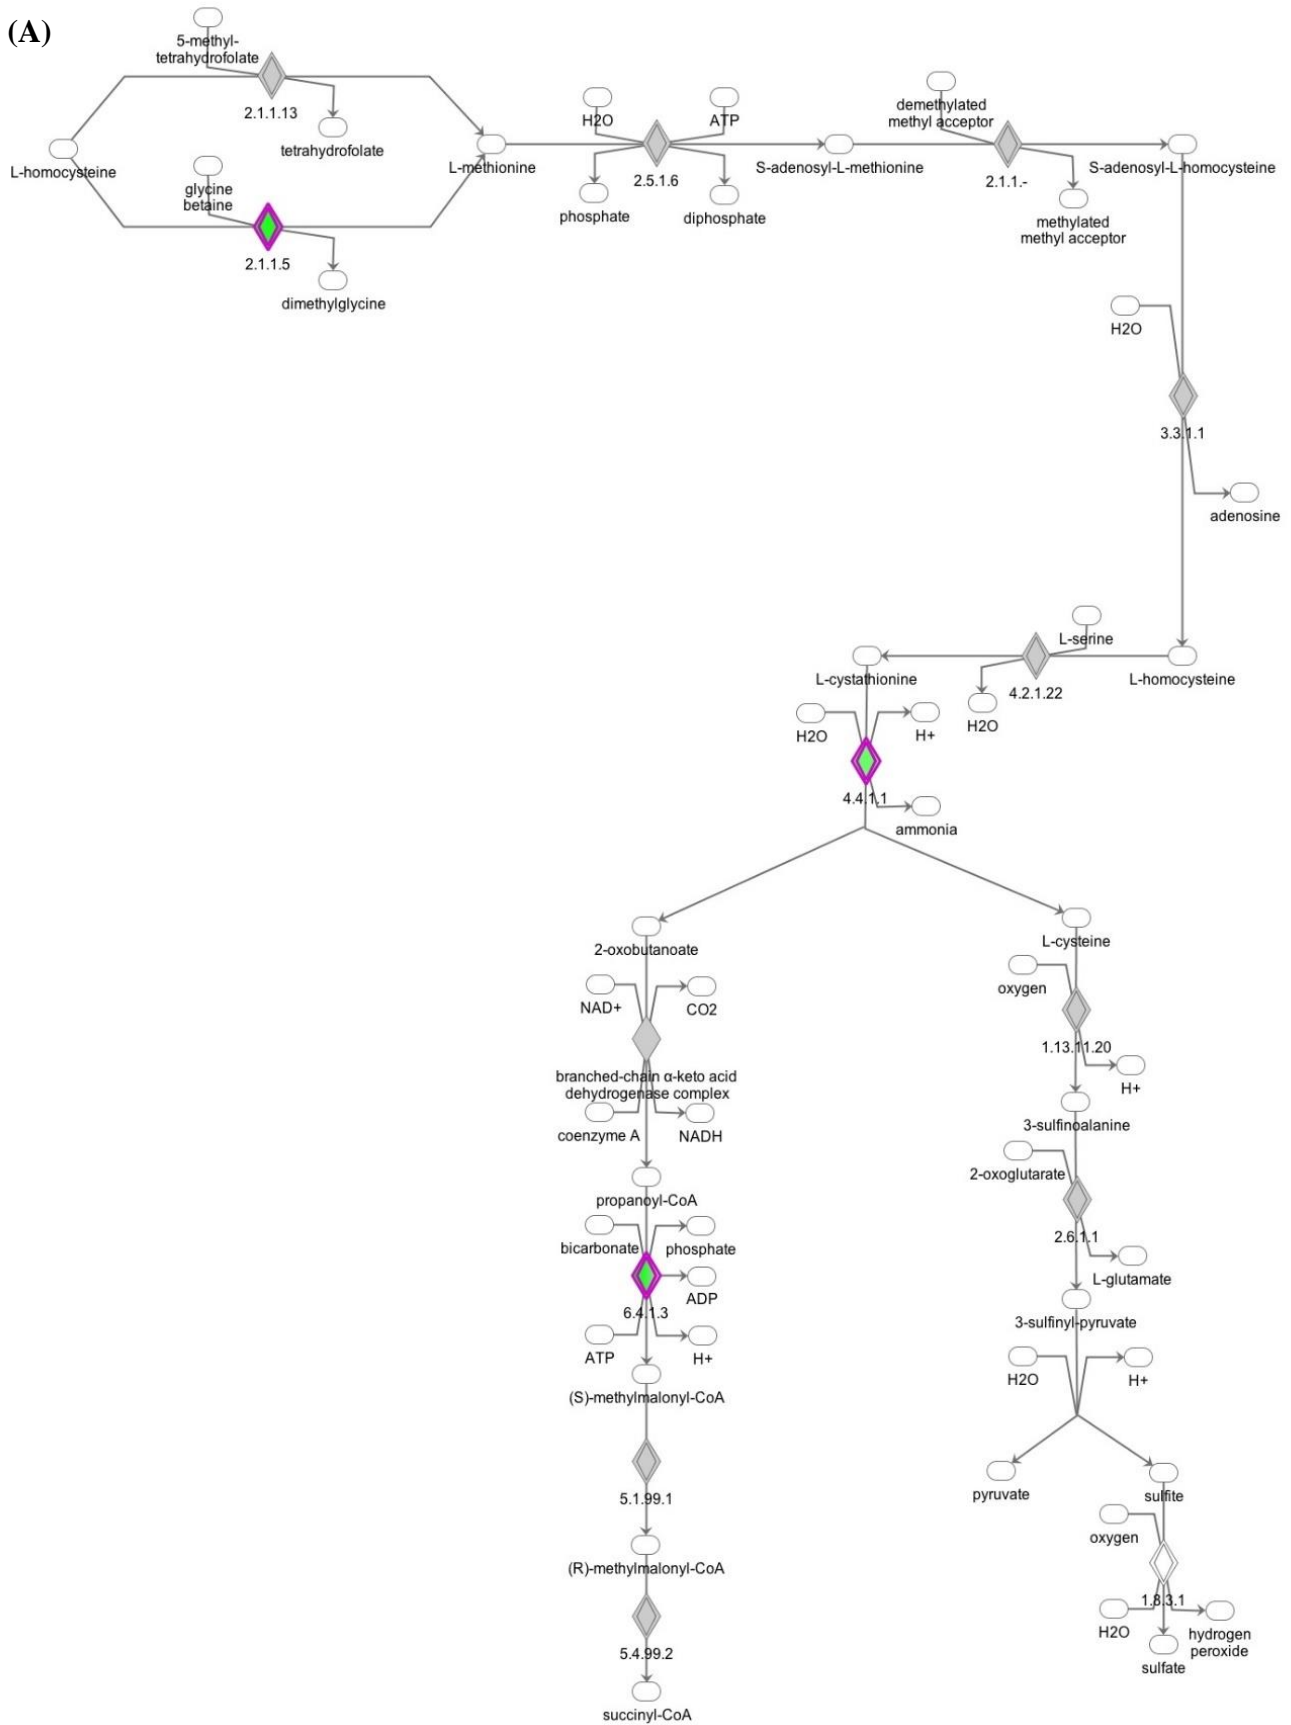 (A)
5-methyl-
tetrahydrofolate
2.1.1.13
tetrahydrofolate
L-homocysteine
glycine
betaine
2.1.1.5
dimethylglycine
L-methionine
H2O
ATP
2.5.1.6
phosphate
diphosphate
S-adenosyl-L-methionine
demethylated
methyl acceptor
2.1.1.-
methylated
methyl acceptor
S-adenosyl-L-homocysteine
H2O
3.3.1.1
adenosine
L-homocysteine
L-serine
4.2.1.22
H2O
L-cystathionine
H2O
H+
4.4.1.1
ammonia
2-oxobutanoate
NAD+
CO2
branched-chain α-keto acid
dehydrogenase complex
coenzyme A
NADH
propanoyl-CoA
bicarbonate
phosphate
ADP
6.4.1.3
ATP
H+
(S)-methylmalonyl-CoA
5.1.99.1
(R)-methylmalonyl-CoA
5.4.99.2
succinyl-CoA
L-cysteine
oxygen
1.13.11.20
H+
3-sulfinoalanine
2-oxoglutarate
2.6.1.1
L-glutamate
3-sulfinyl-pyruvate
H2O
H+
pyruvate
sulfite
oxygen
1.8.3.1
H2O
hydrogen
peroxide
sulfate